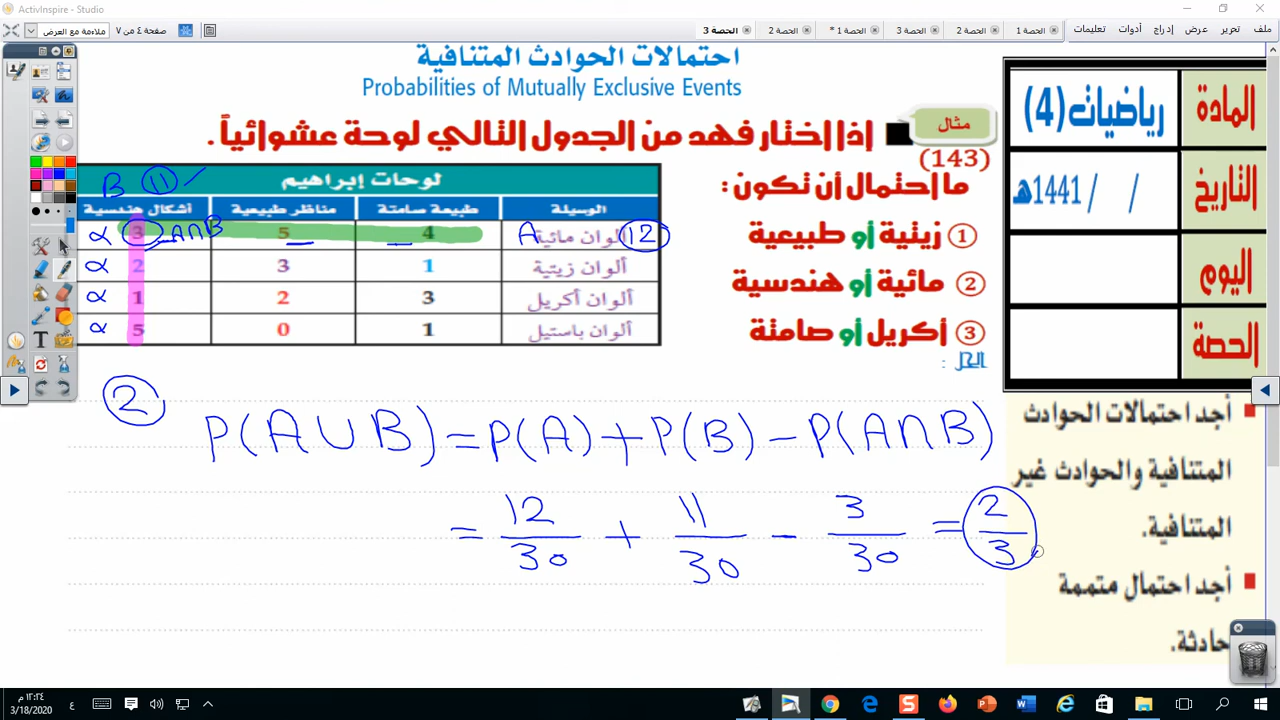 ActivInspire - Studio
ملف تحرير عرض إدراج أدوات تعليمات
الحصة 1 الحصة 2 الحصة 3 الحصة 1 * الحصة 2 الحصة 3
ملاءمة مع العرض صفحة ٤ من ٧
احتمالات الحوادث المتنافية
Probabilities of Mutually Exclusive Events
المادة رياضيات (4)
التاريخ / / 1441هـ
اليوم
الحصة
مثال
(143)
إذا إختار فهد من الجدول التالي لوحة عشوائياً .
ما إحتمال أن تكون :
① زيتية أو طبيعية
② مائية أو هندسية
③ أكريل أو صامتة
الحل :
لوحات إبراهيم B 11
الوسيلة طبيعة صامتة مناظر طبيعية أشكال هندسية
12 ألوان مائية A 4 5 3 A∩B α
ألوان زيتية 1 3 2 α
ألوان أكريل 3 2 1 α
ألوان باستيل 1 0 5 α
2
P(A∪B) = P(A) + P(B) − P(A∩B)
= 12/30 + 11/30 − 3/30 = 2/3
أجد احتمالات الحوادث
المتنافية والحوادث غير
المتنافية.
أجد احتمال متممة
حادثة.
١٢:٢٤ م
3/18/2020
ع